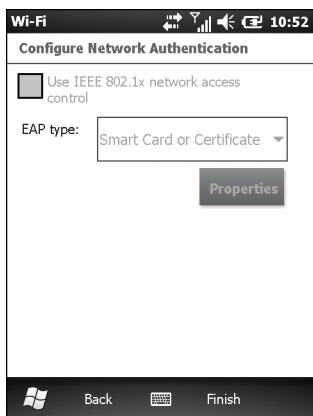 Wi-Fi 10:52
Configure Network Authentication
Use IEEE 802.1x network access
control
EAP type:
Smart Card or Certificate
Properties
Back Finish